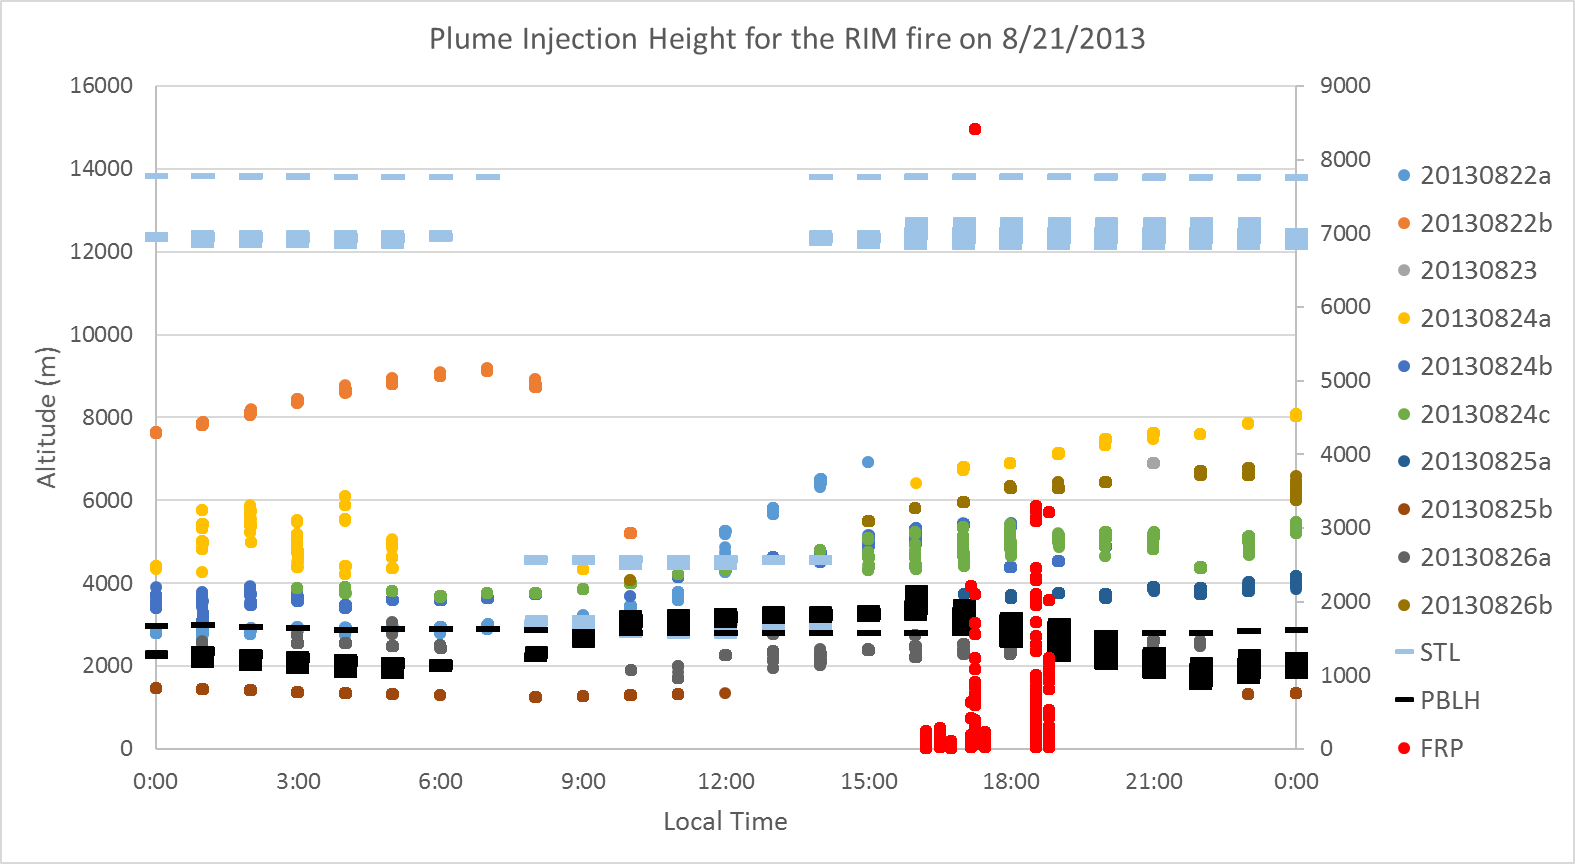 Plume Injection Height for the RIM fire on 8/21/2013
16000
14000
12000
10000
8000
6000
4000
2000
0
Altitude (m)
9000
8000
7000
6000
5000
4000
3000
2000
1000
0
0:00 3:00 6:00 9:00 12:00 15:00 18:00 21:00 0:00
Local Time
20130822a
20130822b
20130823
20130824a
20130824b
20130824c
20130825a
20130825b
20130826a
20130826b
STL
PBLH
FRP